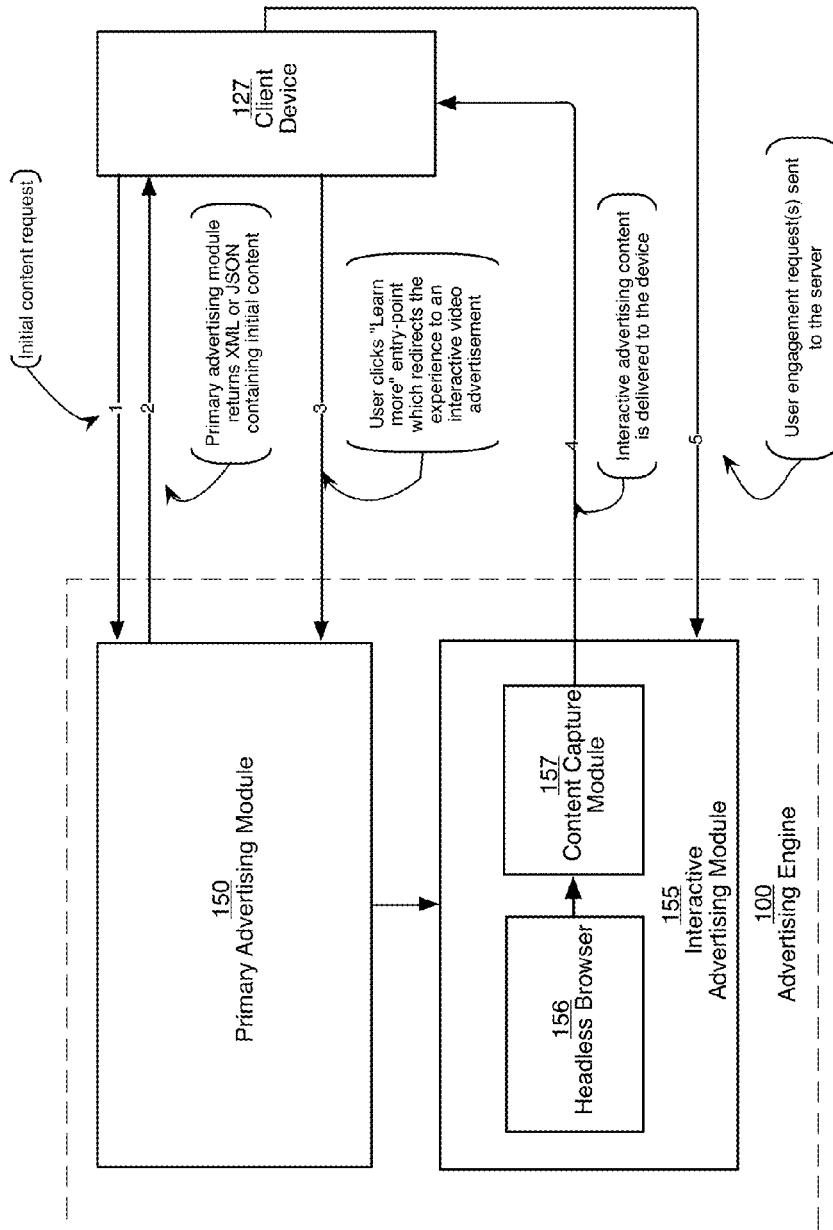 Initial content request
127
Client
Device
1
2
Primary advertising module
returns XML or JSON
containing initial content
3
User clicks "Learn
more" entry-point
which redirects the
experience to an
interactive video
advertisement
4
Interactive advertising content
is delivered to the device
5
User engagement request(s) sent
to the server
150
Primary Advertising Module
157
Content Capture
Module
156
Headless Browser
155
Interactive
Advertising Module
100
Advertising Engine